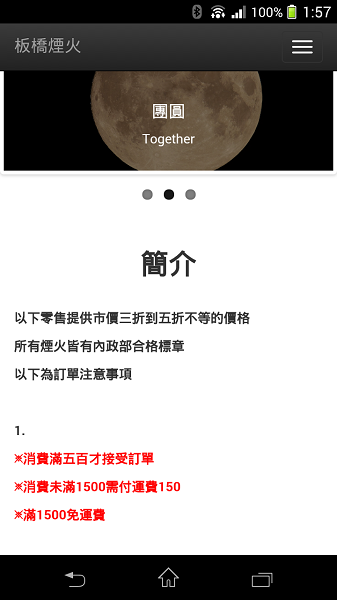 100% 1:57
板橋煙火
團圓
Together
簡介
以下零售提供市價三折到五折不等的價格
所有煙火皆有內政部合格標章
以下為訂單注意事項
1.
※消費滿五百才接受訂單
※消費未滿1500需付運費150
※滿1500免運費